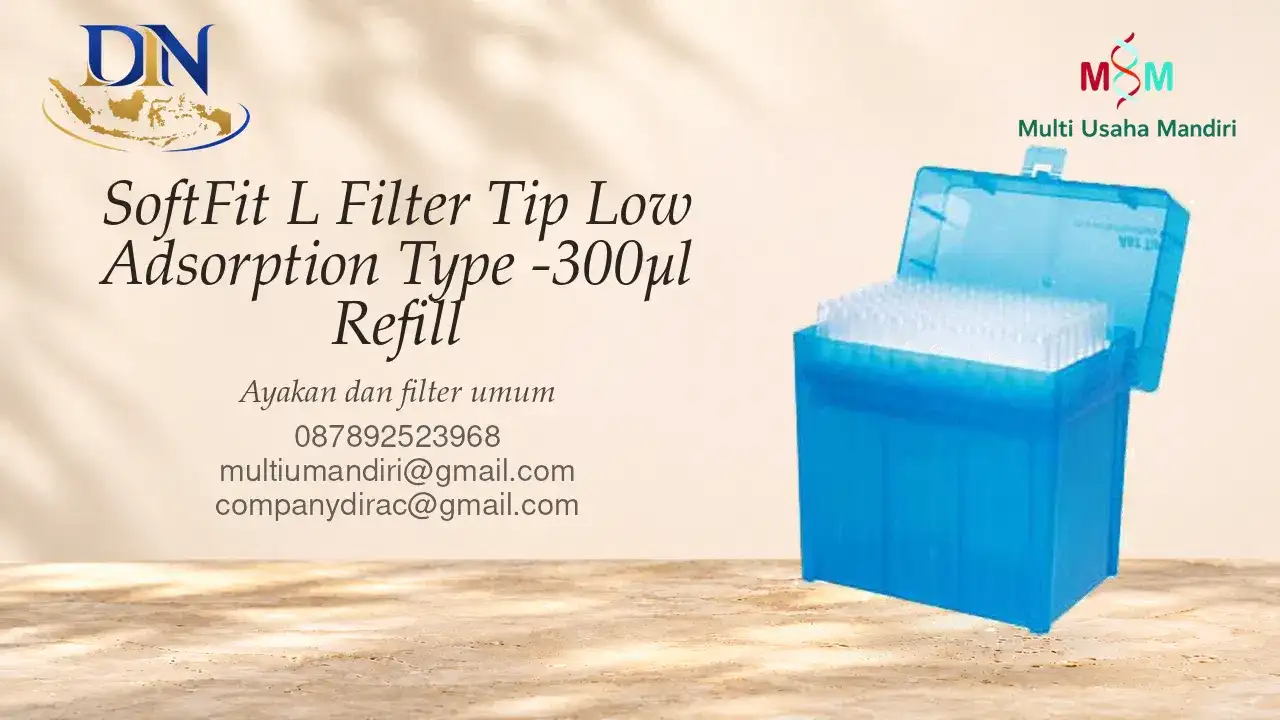 DN
M M
Multi Usaha Mandiri
SoftFit L Filter Tip Low
Adsorption Type -300µl
Refill
Ayakan dan filter umum
087892523968
multiumandiri@gmail.com
companydirac@gmail.com